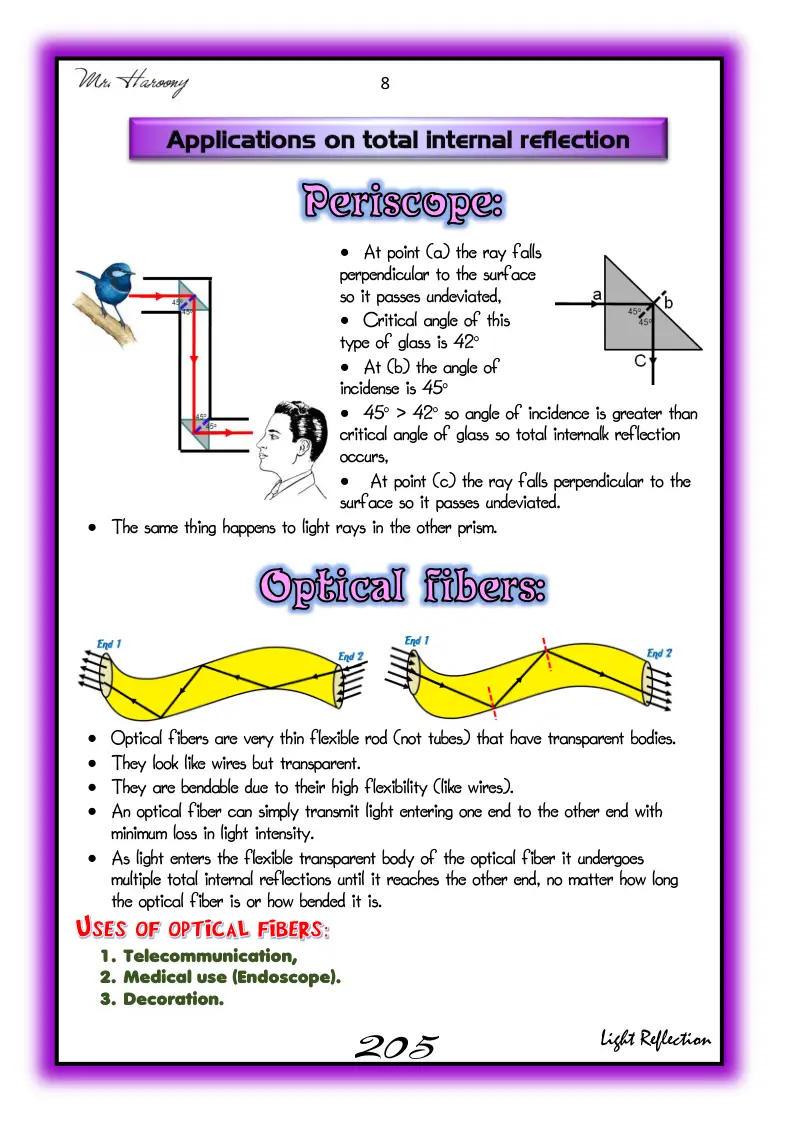 Mr. Haroony
8
Applications on total internal reflection
Periscope:
• At point (a) the ray falls
perpendicular to the surface
so it passes undeviated,
• Critical angle of this
type of glass is 42°
• At (b) the angle of
incidense is 45°
• 45° > 42° so angle of incidence is greater than
critical angle of glass so total internalk reflection
occurs,
• At point (c) the ray falls perpendicular to the
surface so it passes undeviated.
• The same thing happens to light rays in the other prism.
45°
45°
45°
45°
a
b
45°
45°
C
Optical fibers:
End 1
End 2
End 1
End 2
• Optical fibers are very thin flexible rod (not tubes) that have transparent bodies.
• They look like wires but transparent.
• They are bendable due to their high flexibility (like wires).
• An optical fiber can simply transmit light entering one end to the other end with
minimum loss in light intensity.
• As light enters the flexible transparent body of the optical fiber it undergoes
multiple total internal reflections until it reaches the other end, no matter how long
the optical fiber is or how bended it is.
Uses of optical fibers:
1. Telecommunication,
2. Medical use (Endoscope).
3. Decoration.
205
Light Reflection